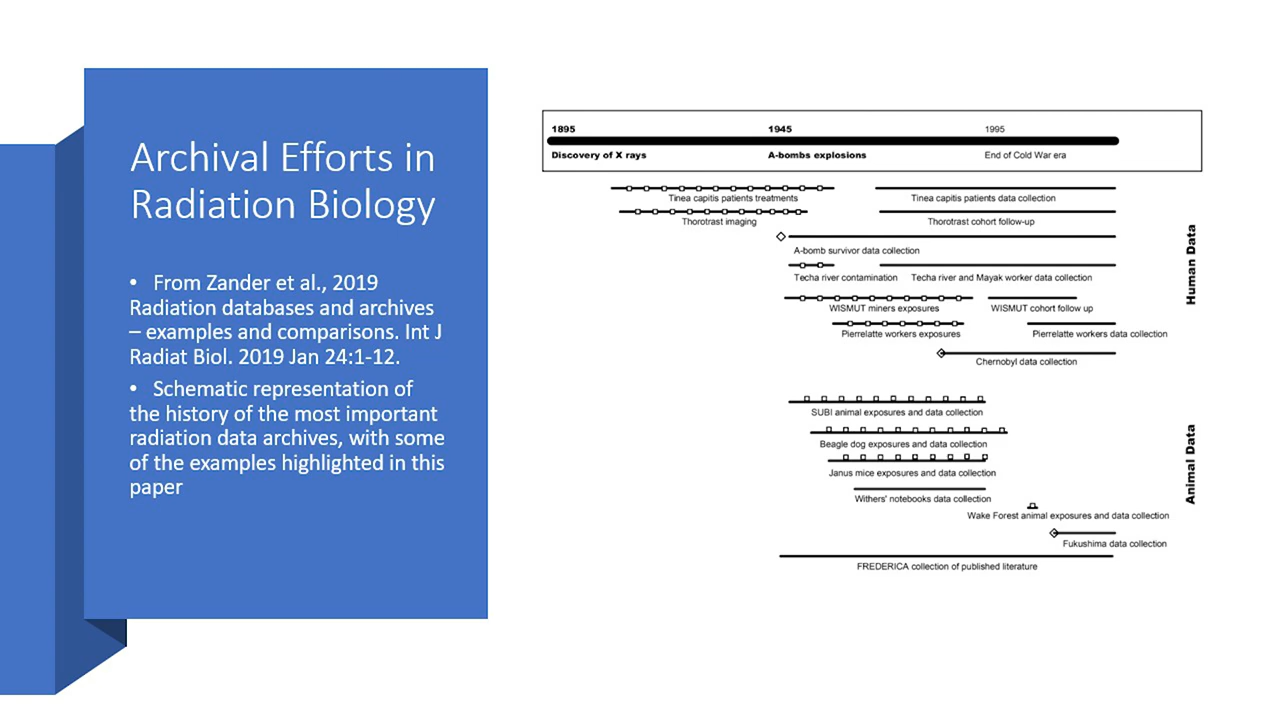 Archival Efforts in
Radiation Biology
• From Zander et al., 2019
Radiation databases and archives
– examples and comparisons. Int J
Radiat Biol. 2019 Jan 24:1-12.
• Schematic representation of
the history of the most important
radiation data archives, with some
of the examples highlighted in this
paper
1895 1945 1995
Discovery of X rays A-bombs explosions End of Cold War era
Tinea capitis patients treatments Tinea capitis patients data collection
Thorotrast imaging Thorotrast cohort follow-up
A-bomb survivor data collection
Techa river contamination Techa river and Mayak worker data collection
WISMUT miners exposures WISMUT cohort follow up
Pierrelatte workers exposures Pierrelatte workers data collection
Chernobyl data collection
Human Data
SUBI animal exposures and data collection
Beagle dog exposures and data collection
Janus mice exposures and data collection
Withers' notebooks data collection
Wake Forest animal exposures and data collection
Fukushima data collection
FREDERICA collection of published literature
Animal Data